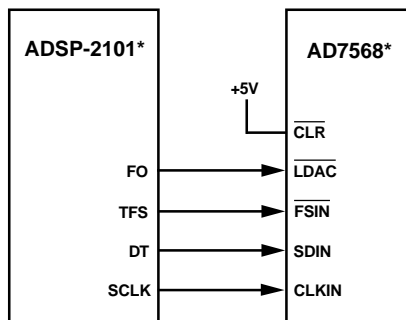 ADSP-2101*
AD7568*
+5V
CLR
FO
LDAC
TFS
FSIN
DT
SDIN
SCLK
CLKIN